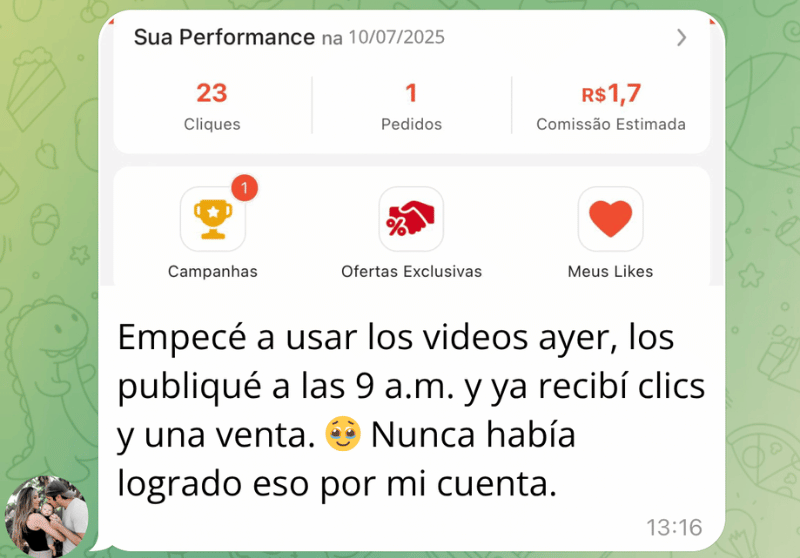 Sua Performance na 10/07/2025
23 1 R$1,7
Cliques Pedidos Comissão Estimada
1
Campanhas Ofertas Exclusivas Meus Likes
Empecé a usar los videos ayer, los
publiqué a las 9 a.m. y ya recibí clics
y una venta. 🥹 Nunca había
logrado eso por mi cuenta.
13:16